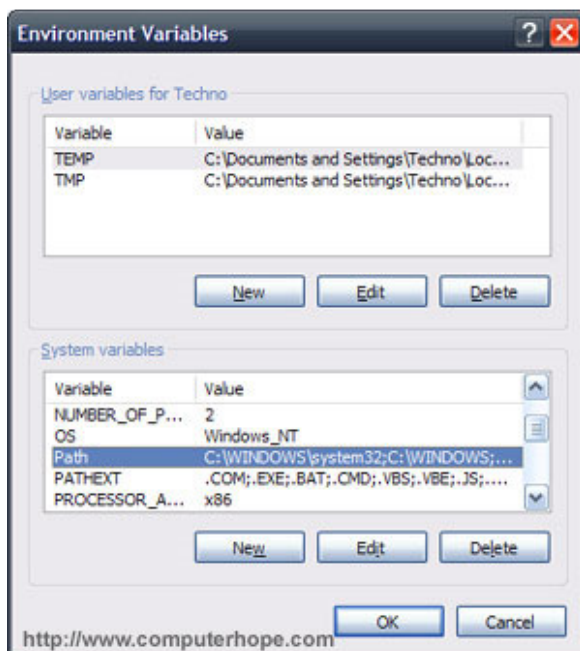 Environment Variables
User variables for Techno
Variable Value
TEMP C:\Documents and Settings\Techno\Loc...
TMP C:\Documents and Settings\Techno\Loc...
New Edit Delete
System variables
Variable Value
NUMBER_OF_P... 2
OS Windows_NT
Path C:\WINDOWS\system32;C:\WINDOWS;...
PATHEXT .COM;.EXE;.BAT;.CMD;.VBS;.VBE;.JS;....
PROCESSOR_A... x86
New Edit Delete
OK Cancel
http://www.computerhope.com